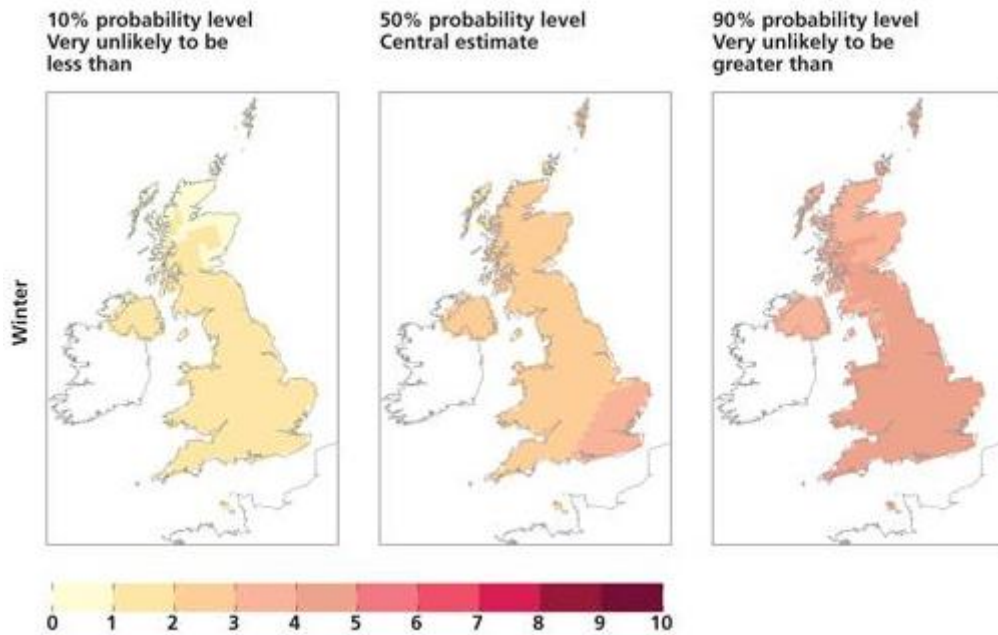 10% probability level
Very unlikely to be
less than
50% probability level
Central estimate
90% probability level
Very unlikely to be
greater than
Winter
0 1 2 3 4 5 6 7 8 9 10